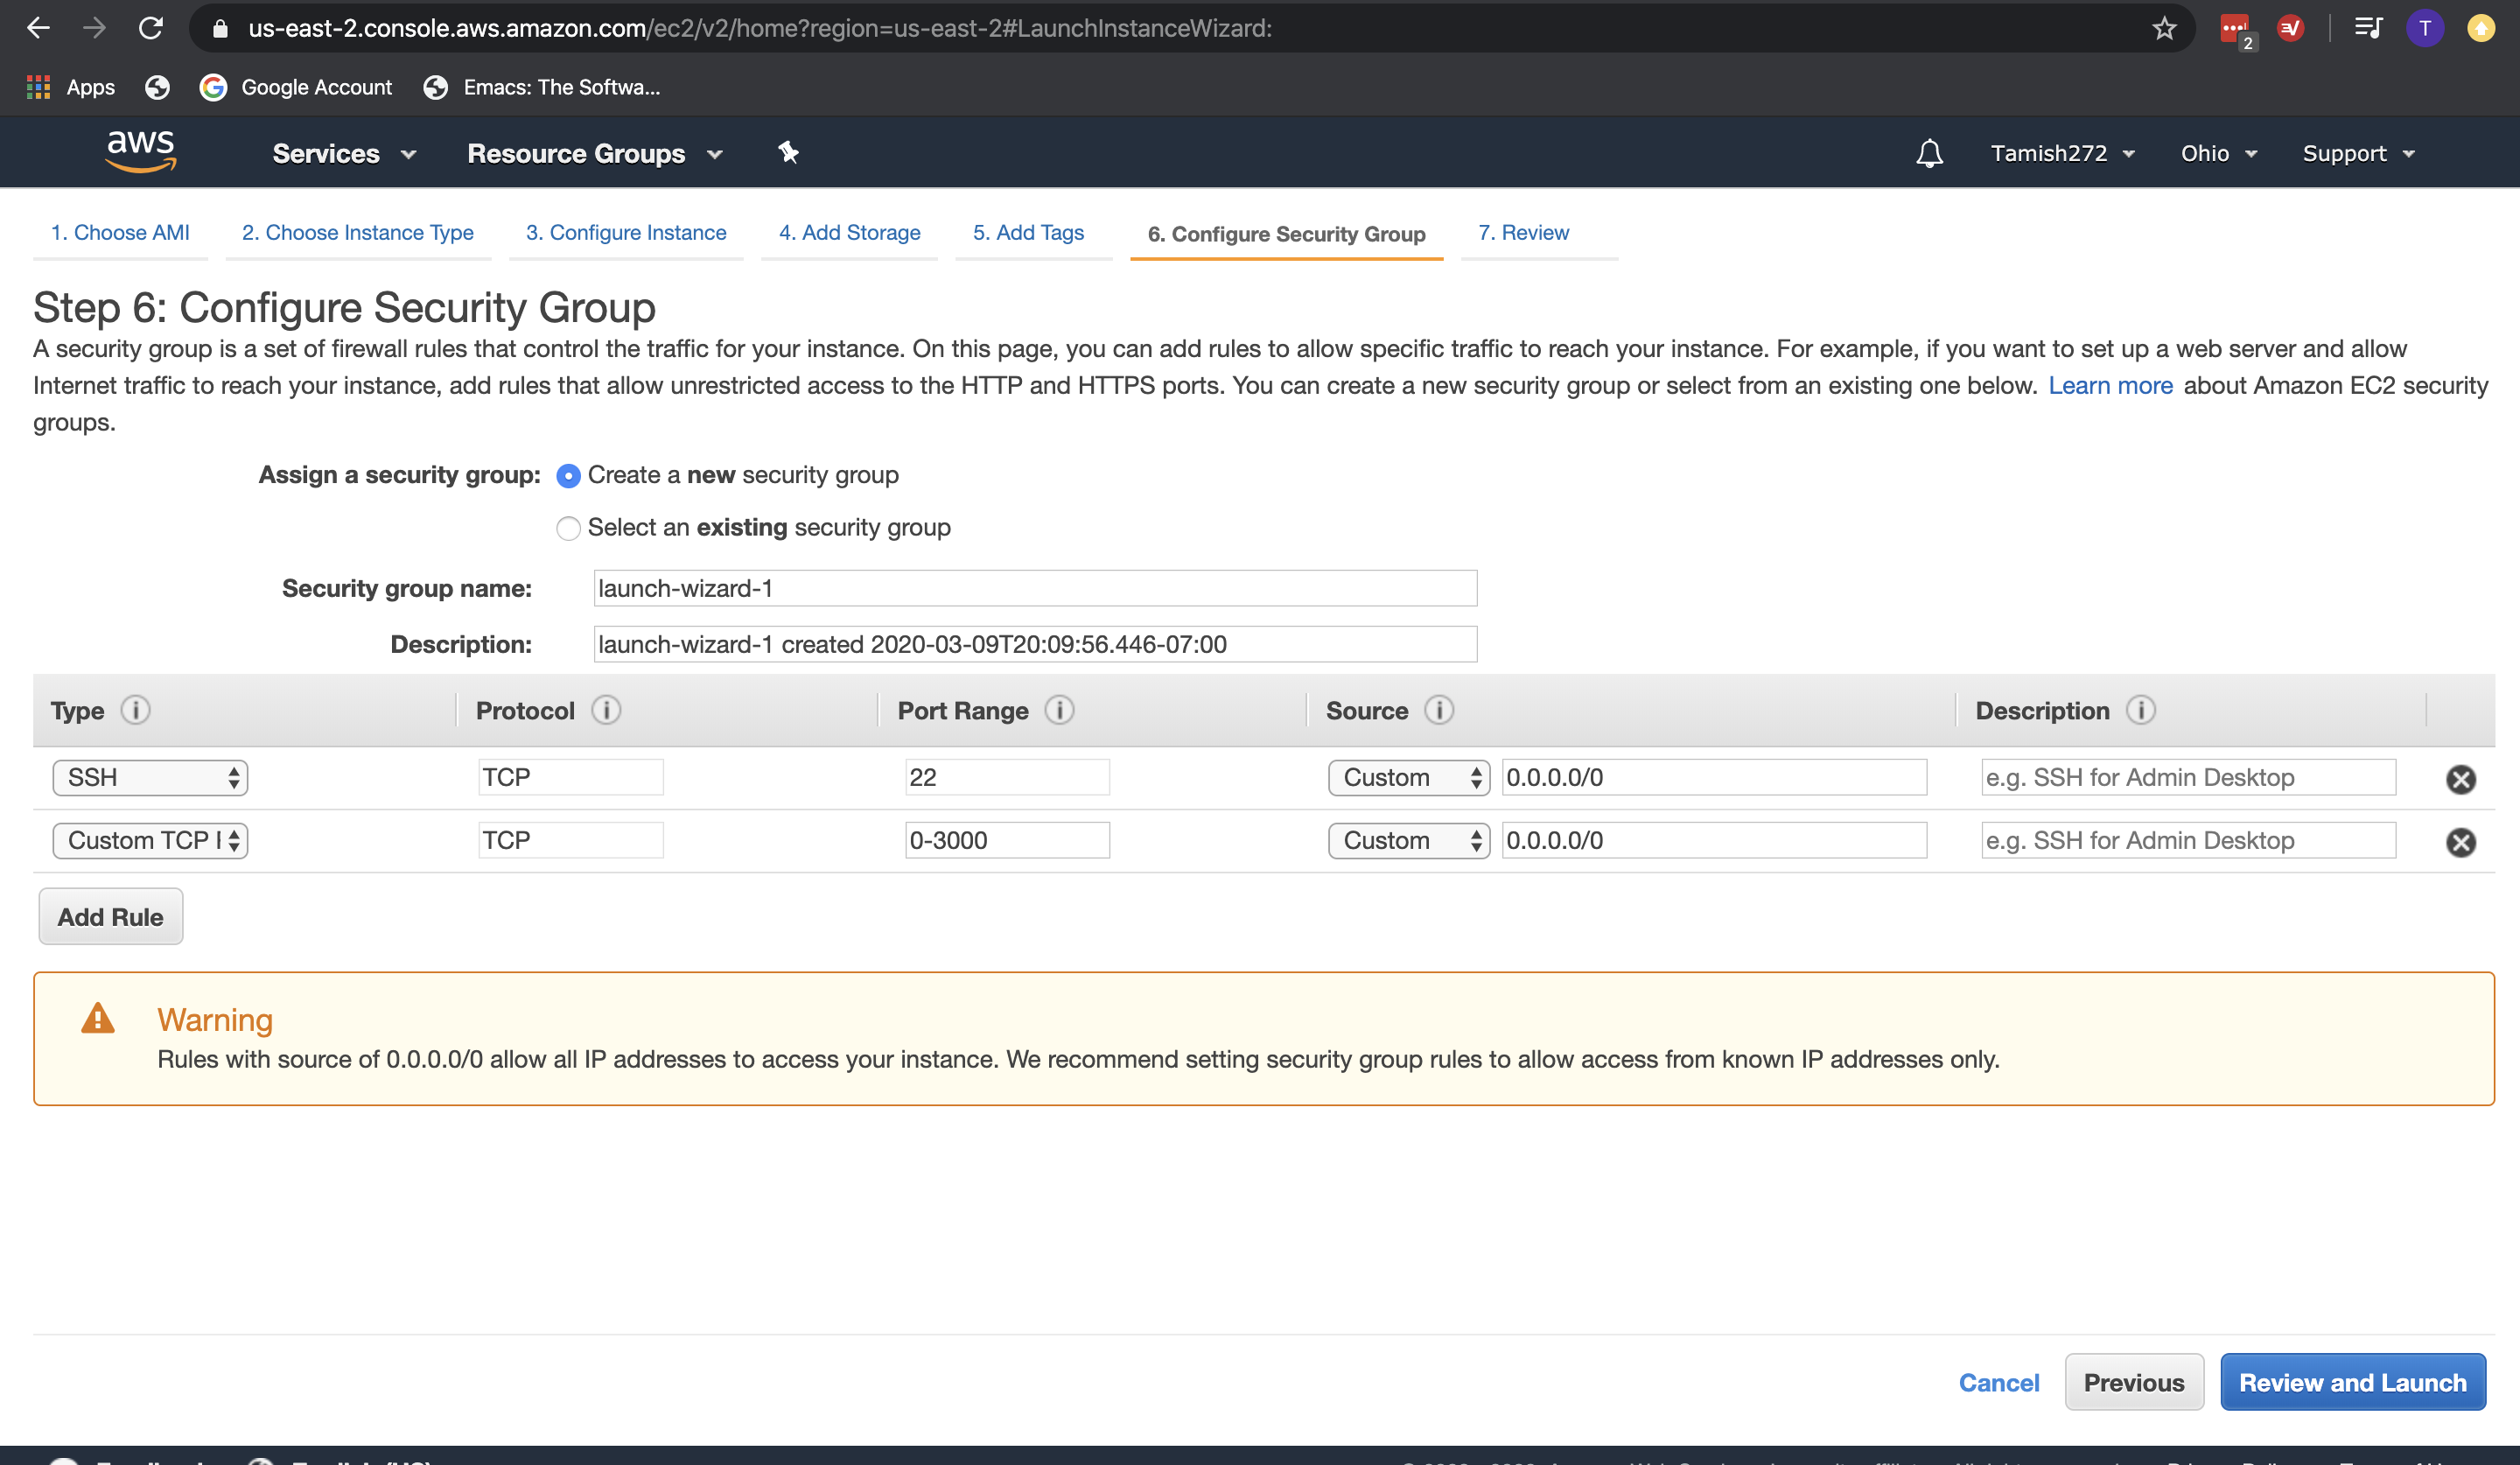 us-east-2.console.aws.amazon.com/ec2/v2/home?region=us-east-2#LaunchInstanceWizard:
2
T
Apps
Google Account
Emacs: The Softwa...
aws
Services
Resource Groups
Tamish272
Ohio
Support
1. Choose AMI
2. Choose Instance Type
3. Configure Instance
4. Add Storage
5. Add Tags
6. Configure Security Group
7. Review
Step 6: Configure Security Group
A security group is a set of firewall rules that control the traffic for your instance. On this page, you can add rules to allow specific traffic to reach your instance. For example, if you want to set up a web server and allow
Internet traffic to reach your instance, add rules that allow unrestricted access to the HTTP and HTTPS ports. You can create a new security group or select from an existing one below. Learn more about Amazon EC2 security
groups.
Assign a security group: Create a new security group
Select an existing security group
Security group name: launch-wizard-1
Description: launch-wizard-1 created 2020-03-09T20:09:56.446-07:00
Type Protocol Port Range Source Description
SSH TCP 22 Custom 0.0.0.0/0 e.g. SSH for Admin Desktop
Custom TCP TCP 0-3000 Custom 0.0.0.0/0 e.g. SSH for Admin Desktop
Add Rule
Warning
Rules with source of 0.0.0.0/0 allow all IP addresses to access your instance. We recommend setting security group rules to allow access from known IP addresses only.
Cancel
Previous
Review and Launch